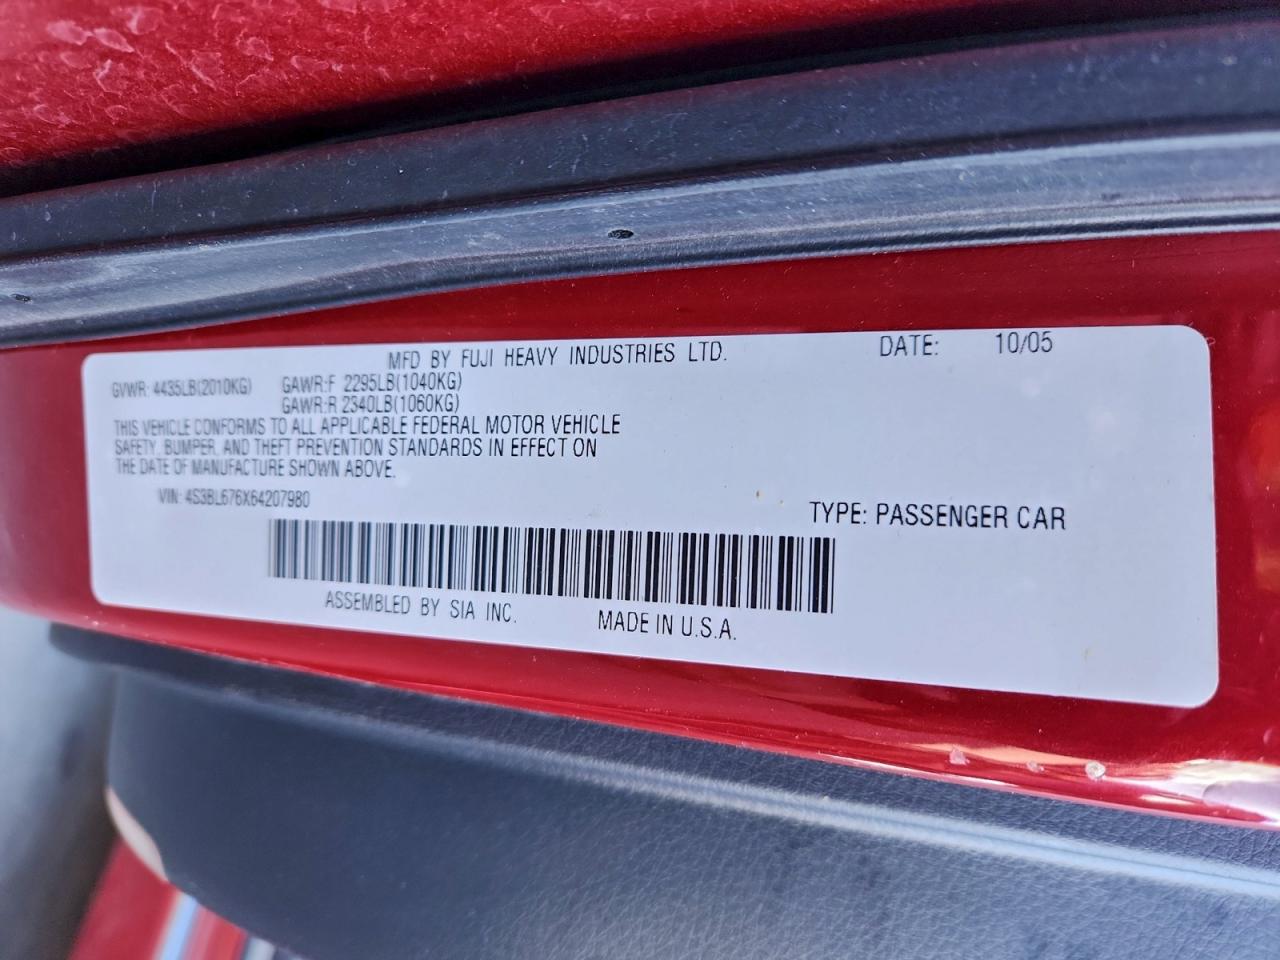 MFD BY FUJI HEAVY INDUSTRIES LTD. DATE: 10/05
GVWR: 4435LB(2010KG) GAWR:F 2295LB(1040KG)
GAWR:R 2340LB(1060KG)
THIS VEHICLE CONFORMS TO ALL APPLICABLE FEDERAL MOTOR VEHICLE
SAFETY, BUMPER, AND THEFT PREVENTION STANDARDS IN EFFECT ON
THE DATE OF MANUFACTURE SHOWN ABOVE.
VIN: 4S3BL676X64207980
TYPE: PASSENGER CAR
ASSEMBLED BY SIA INC. MADE IN U.S.A.